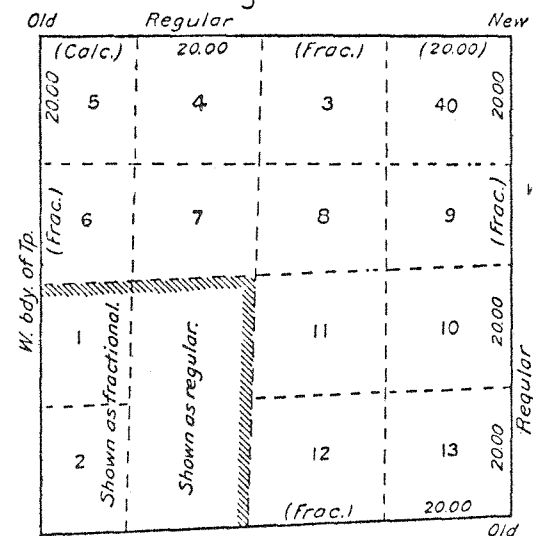 Old Regular New
(Calc.) 20.00 (Frac.) (20.00)
20.00 5 4 3 40 20.00
(Frac.) 6 7 8 9 (Frac.)
W. bdy. of Tp.
1 Shown as fractional. Shown as regular. 11 10 20.00
Regular
2 12 13 20.00
(Frac.) 20.00
Old